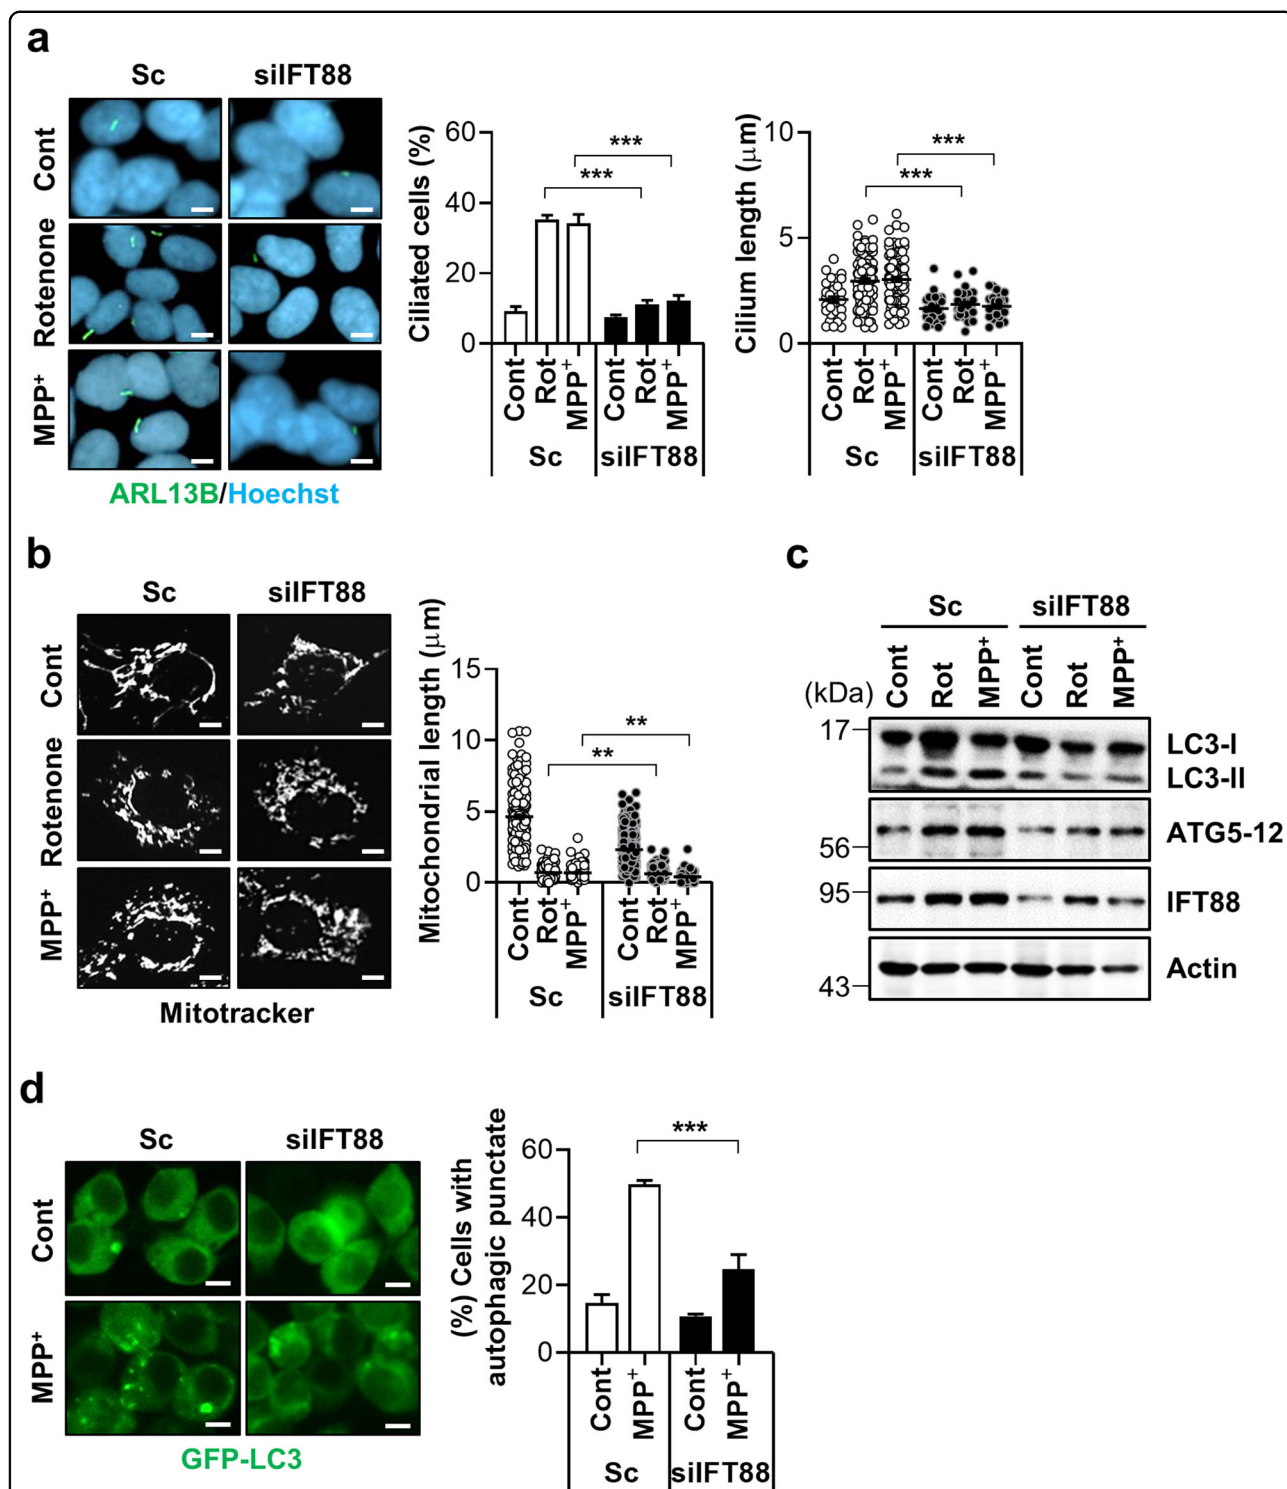 a
Sc siIFT88
Cont
Rotenone
MPP+
ARL13B/Hoechst
Ciliated cells (%)
60
40
20
0
***
***
Cont Rot MPP+ Cont Rot MPP+
Sc siIFT88
Cilium length (μm)
10
5
0
***
***
Cont Rot MPP+ Cont Rot MPP+
Sc siIFT88
b
Sc siIFT88
Cont
Rotenone
MPP+
Mitotracker
Mitochondrial length (μm)
15
10
5
0
**
**
Cont Rot MPP+ Cont Rot MPP+
Sc siIFT88
c
Sc siIFT88
(kDa) Cont Rot MPP+ Cont Rot MPP+
17 LC3-I
LC3-II
ATG5-12
56
95 IFT88
Actin
43
d
Sc siIFT88
Cont
MPP+
GFP-LC3
(%) Cells with
autophagic punctate
60
40
20
0
***
Cont MPP+ Cont MPP+
Sc siIFT88